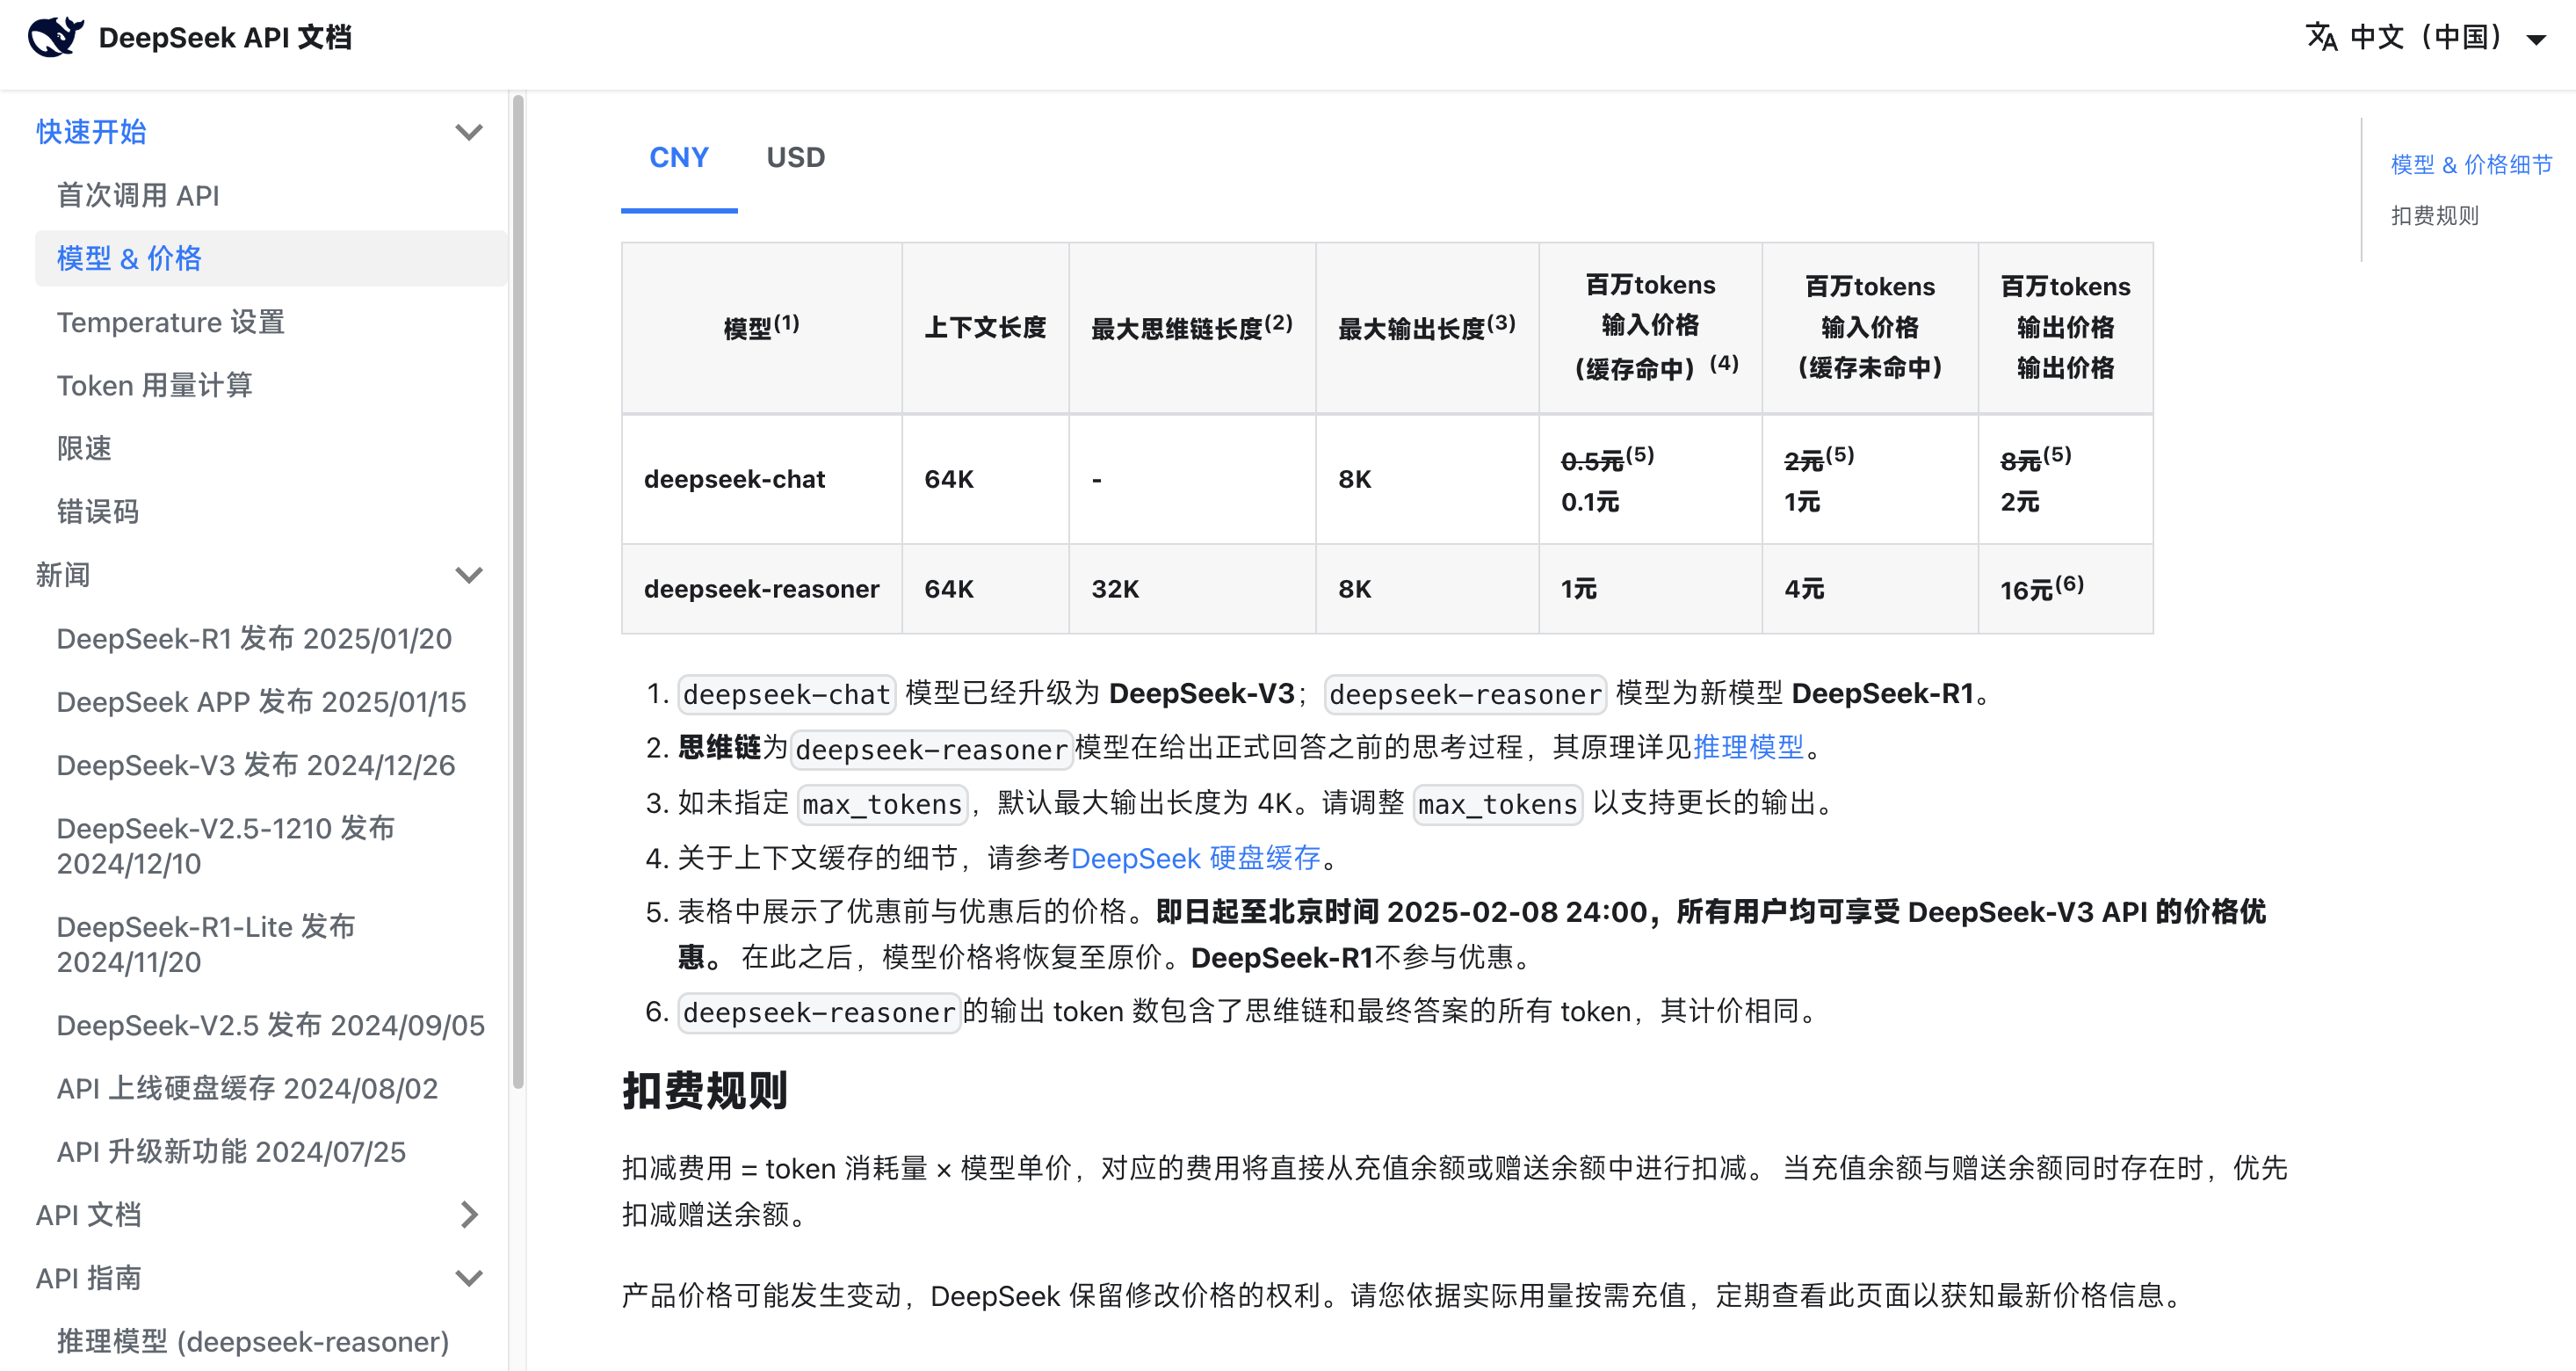 DeepSeek API 文档
中文（中国）
快速开始
首次调用 API
模型 & 价格
Temperature 设置
Token 用量计算
限速
错误码
新闻
DeepSeek-R1 发布 2025/01/20
DeepSeek APP 发布 2025/01/15
DeepSeek-V3 发布 2024/12/26
DeepSeek-V2.5-1210 发布
2024/12/10
DeepSeek-R1-Lite 发布
2024/11/20
DeepSeek-V2.5 发布 2024/09/05
API 上线硬盘缓存 2024/08/02
API 升级新功能 2024/07/25
API 文档
API 指南
推理模型 (deepseek-reasoner)
CNY USD
模型(1) 上下文长度 最大思维链长度(2) 最大输出长度(3) 百万tokens 输入价格 （缓存命中）(4) 百万tokens 输入价格 （缓存未命中） 百万tokens 输出价格 输出价格
deepseek-chat 64K - 8K 0.5元(5) 0.1元 2元(5) 1元 8元(5) 2元
deepseek-reasoner 64K 32K 8K 1元 4元 16元(6)
1. deepseek-chat 模型已经升级为 DeepSeek-V3；deepseek-reasoner 模型为新模型 DeepSeek-R1。
2. 思维链为deepseek-reasoner模型在给出正式回答之前的思考过程，其原理详见推理模型。
3. 如未指定 max_tokens，默认最大输出长度为 4K。请调整 max_tokens 以支持更长的输出。
4. 关于上下文缓存的细节，请参考DeepSeek 硬盘缓存。
5. 表格中展示了优惠前与优惠后的价格。即日起至北京时间 2025-02-08 24:00，所有用户均可享受 DeepSeek-V3 API 的价格优
惠。 在此之后，模型价格将恢复至原价。DeepSeek-R1不参与优惠。
6. deepseek-reasoner的输出 token 数包含了思维链和最终答案的所有 token，其计价相同。
扣费规则
扣减费用 = token 消耗量 × 模型单价，对应的费用将直接从充值余额或赠送余额中进行扣减。 当充值余额与赠送余额同时存在时，优先
扣减赠送余额。
产品价格可能发生变动，DeepSeek 保留修改价格的权利。请您依据实际用量按需充值，定期查看此页面以获知最新价格信息。
模型 & 价格细节
扣费规则